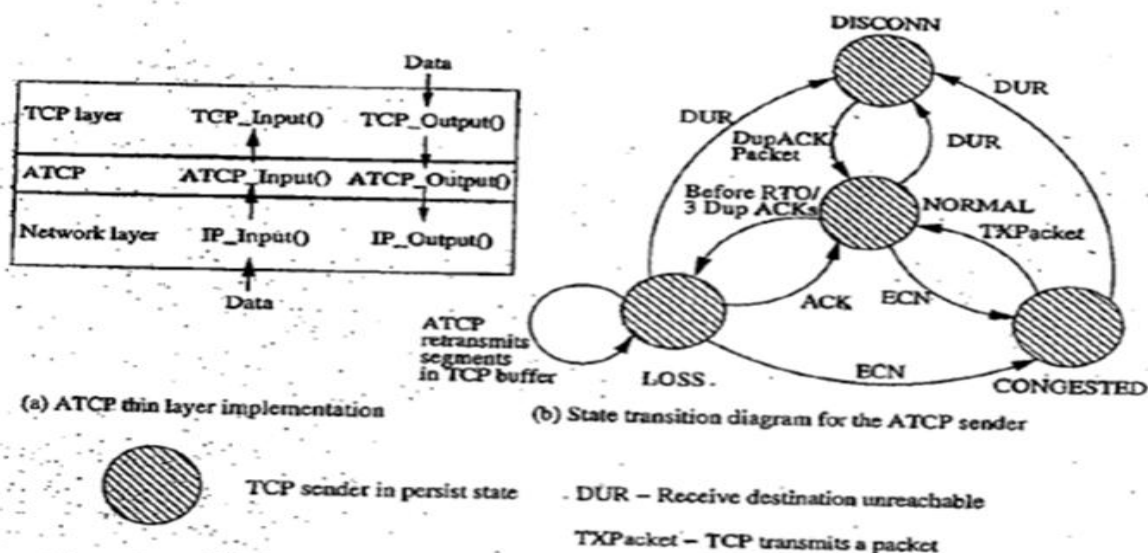 Data
TCP layer TCP_Input() TCP_Output()
ATCP ATCP_Input() ATCP_Output()
Network layer IP_Input() IP_Output()
Data
(a) ATCP thin layer implementation
DISCONN
DUR
DUR
DupACK/
Packet
DUR
Before RTO/
3 Dup ACKs
NORMAL
TXPacket
ACK
ECN
ATCP
retransmits
segments
in TCP buffer
LOSS
ECN
CONGESTED
(b) State transition diagram for the ATCP sender
TCP sender in persist state
DUR – Receive destination unreachable
TXPacket – TCP transmits a packet